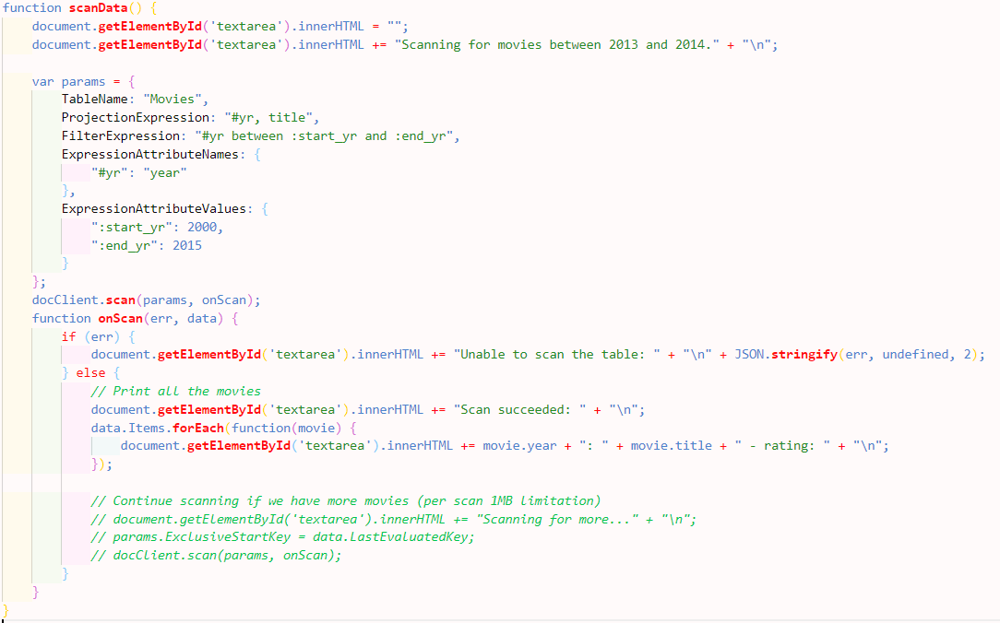 function scanData() {
    document.getElementById('textarea').innerHTML = "";
    document.getElementById('textarea').innerHTML += "Scanning for movies between 2013 and 2014." + "\n";

    var params = {
        TableName: "Movies",
        ProjectionExpression: "#yr, title",
        FilterExpression: "#yr between :start_yr and :end_yr",
        ExpressionAttributeNames: {
            "#yr": "year"
        },
        ExpressionAttributeValues: {
            ":start_yr": 2000,
            ":end_yr": 2015
        }
    };
    docClient.scan(params, onScan);
    function onScan(err, data) {
        if (err) {
            document.getElementById('textarea').innerHTML += "Unable to scan the table: " + "\n" + JSON.stringify(err, undefined, 2);
        } else {
            // Print all the movies
            document.getElementById('textarea').innerHTML += "Scan succeeded: " + "\n";
            data.Items.forEach(function(movie) {
                document.getElementById('textarea').innerHTML += movie.year + ": " + movie.title + " - rating: " + "\n";
            });

            // Continue scanning if we have more movies (per scan 1MB limitation)
            // document.getElementById('textarea').innerHTML += "Scanning for more..." + "\n";
            // params.ExclusiveStartKey = data.LastEvaluatedKey;
            // docClient.scan(params, onScan);
        }
    }
}